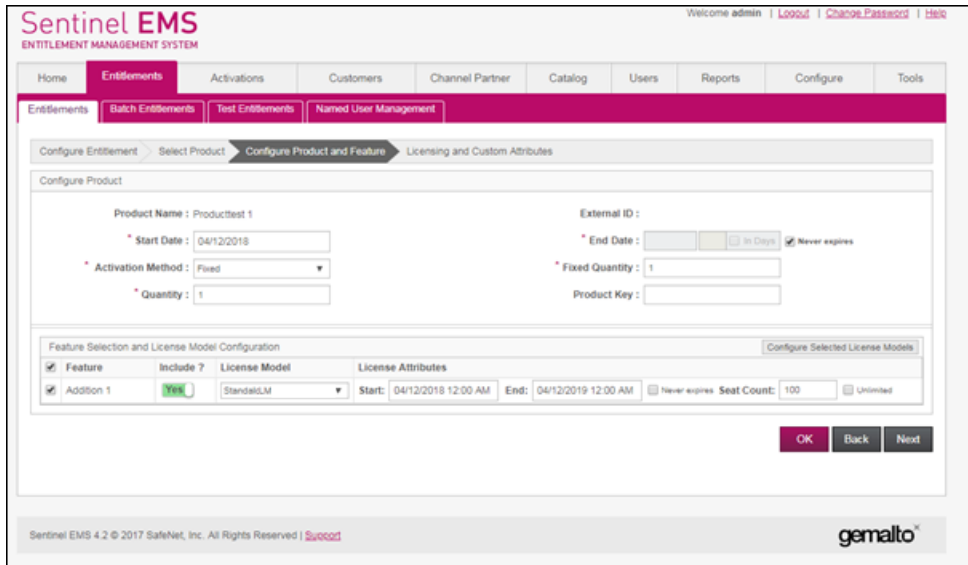 Welcome admin | Logout | Change Password | Help
Sentinel EMS
ENTITLEMENT MANAGEMENT SYSTEM
Home Entitlements Activations Customers Channel Partner Catalog Users Reports Configure Tools
Entitlements Batch Entitlements Test Entitlements Named User Management
Configure Entitlement Select Product Configure Product and Feature Licensing and Custom Attributes
Configure Product
Product Name : Producttest 1 External ID :
* Start Date : 04/12/2018 * End Date : In Days Never expires
* Activation Method : Fixed * Fixed Quantity : 1
* Quantity : 1 Product Key :
Feature Selection and License Model Configuration Configure Selected License Models
Feature Include ? License Model License Attributes
Addition 1 Yes StandaldLM Start: 04/12/2018 12:00 AM End: 04/12/2019 12:00 AM Never expires Seat Count: 100 Unlimited
OK Back Next
Sentinel EMS 4.2 © 2017 SafeNet, Inc. All Rights Reserved | Support gemalto×